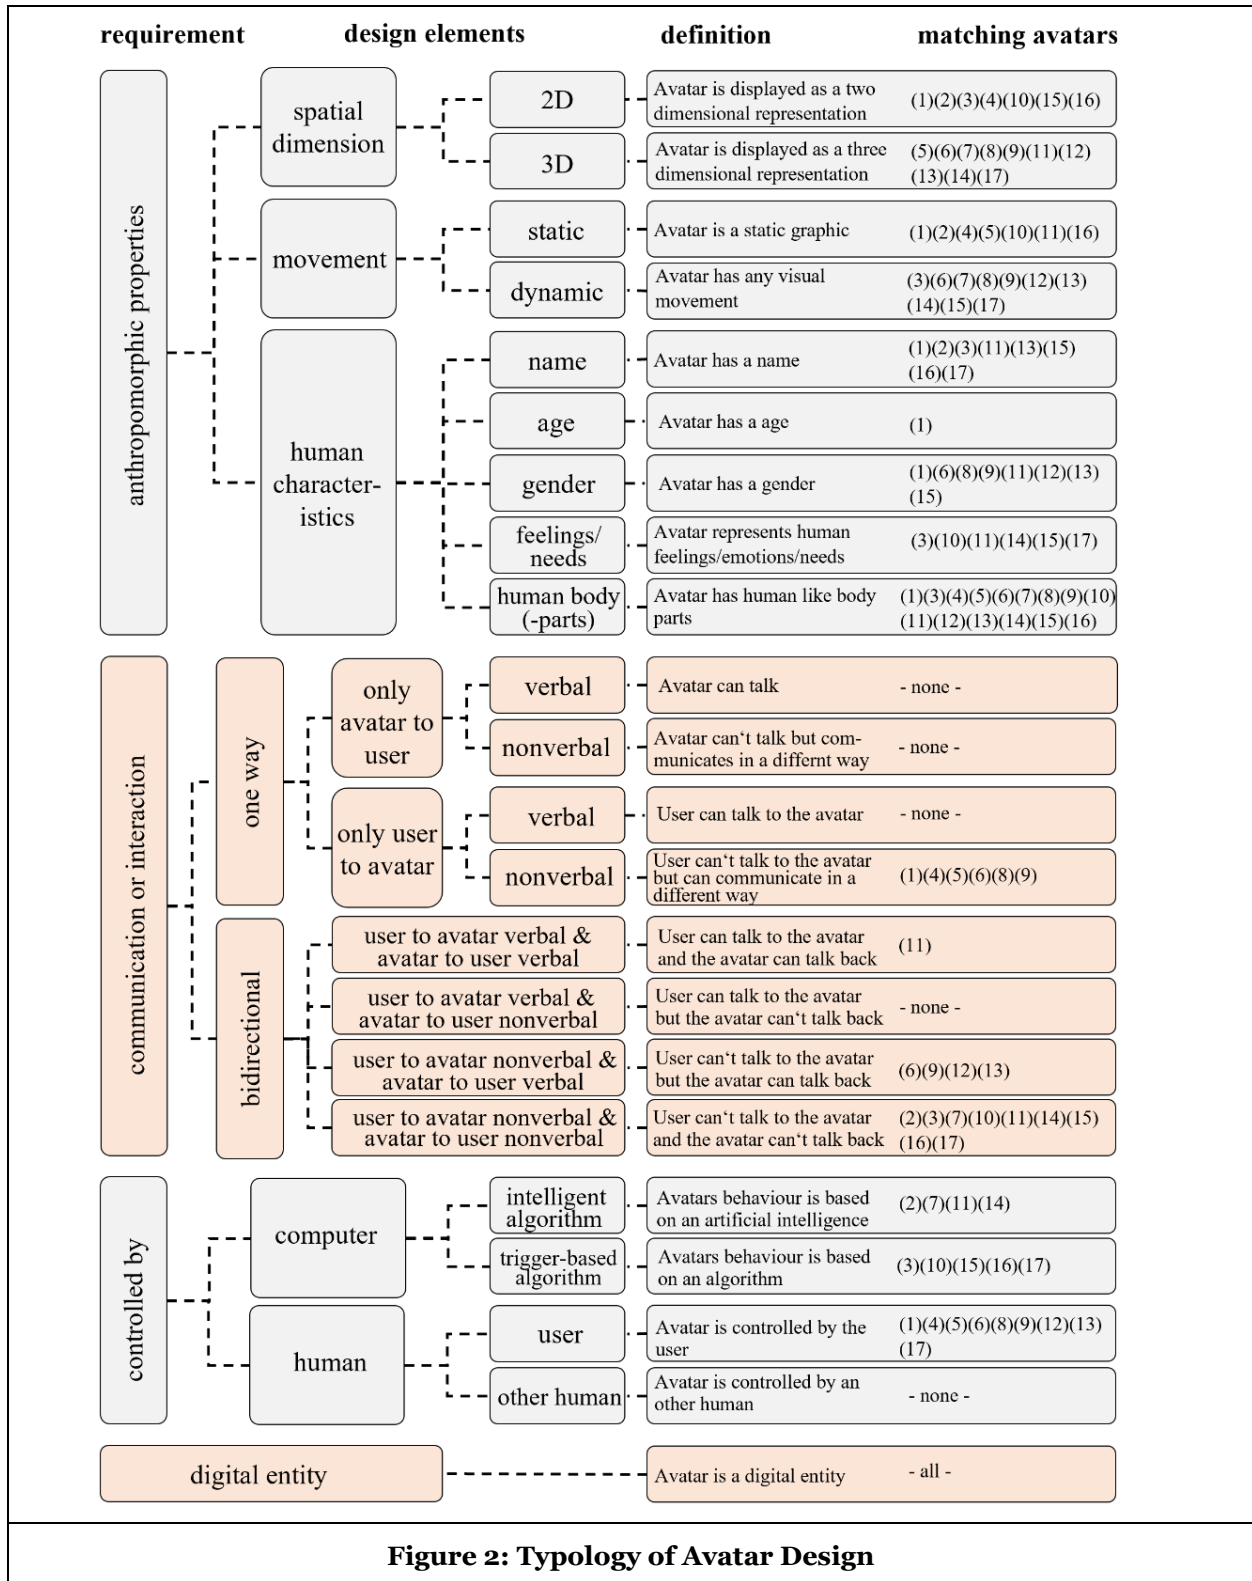 requirement design elements definition matching avatars
anthropomorphic properties
spatial
dimension
2D
Avatar is displayed as a two
dimensional representation
(1)(2)(3)(4)(10)(15)(16)
3D
Avatar is displayed as a three
dimensional representation
(5)(6)(7)(8)(9)(11)(12)
(13)(14)(17)
movement
static
Avatar is a static graphic
(1)(2)(4)(5)(10)(11)(16)
dynamic
Avatar has any visual
movement
(3)(6)(7)(8)(9)(12)(13)
(14)(15)(17)
human
character-
istics
name
Avatar has a name
(1)(2)(3)(11)(13)(15)
(16)(17)
age
Avatar has a age
(1)
gender
Avatar has a gender
(1)(6)(8)(9)(11)(12)(13)
(15)
feelings/
needs
Avatar represents human
feelings/emotions/needs
(3)(10)(11)(14)(15)(17)
human body
(-parts)
Avatar has human like body
parts
(1)(3)(4)(5)(6)(7)(8)(9)(10)
(11)(12)(13)(14)(15)(16)
communication or interaction
one way
only
avatar to
user
verbal
Avatar can talk
- none -
nonverbal
Avatar can‘t talk but com-
municates in a differnt way
- none -
only user
to avatar
verbal
User can talk to the avatar
- none -
nonverbal
User can‘t talk to the avatar
but can communicate in a
different way
(1)(4)(5)(6)(8)(9)
bidirectional
user to avatar verbal &
avatar to user verbal
User can talk to the avatar
and the avatar can talk back
(11)
user to avatar verbal &
avatar to user nonverbal
User can talk to the avatar
but the avatar can‘t talk back
- none -
user to avatar nonverbal &
avatar to user verbal
User can‘t talk to the avatar
but the avatar can talk back
(6)(9)(12)(13)
user to avatar nonverbal &
avatar to user nonverbal
User can‘t talk to the avatar
and the avatar can‘t talk back
(2)(3)(7)(10)(11)(14)(15)
(16)(17)
controlled by
computer
intelligent
algorithm
Avatars behaviour is based
on an artificial intelligence
(2)(7)(11)(14)
trigger-based
algorithm
Avatars behaviour is based
on an algorithm
(3)(10)(15)(16)(17)
human
user
Avatar is controlled by the
user
(1)(4)(5)(6)(8)(9)(12)(13)
(17)
other human
Avatar is controlled by an
other human
- none -
digital entity
Avatar is a digital entity
- all -
Figure 2: Typology of Avatar Design